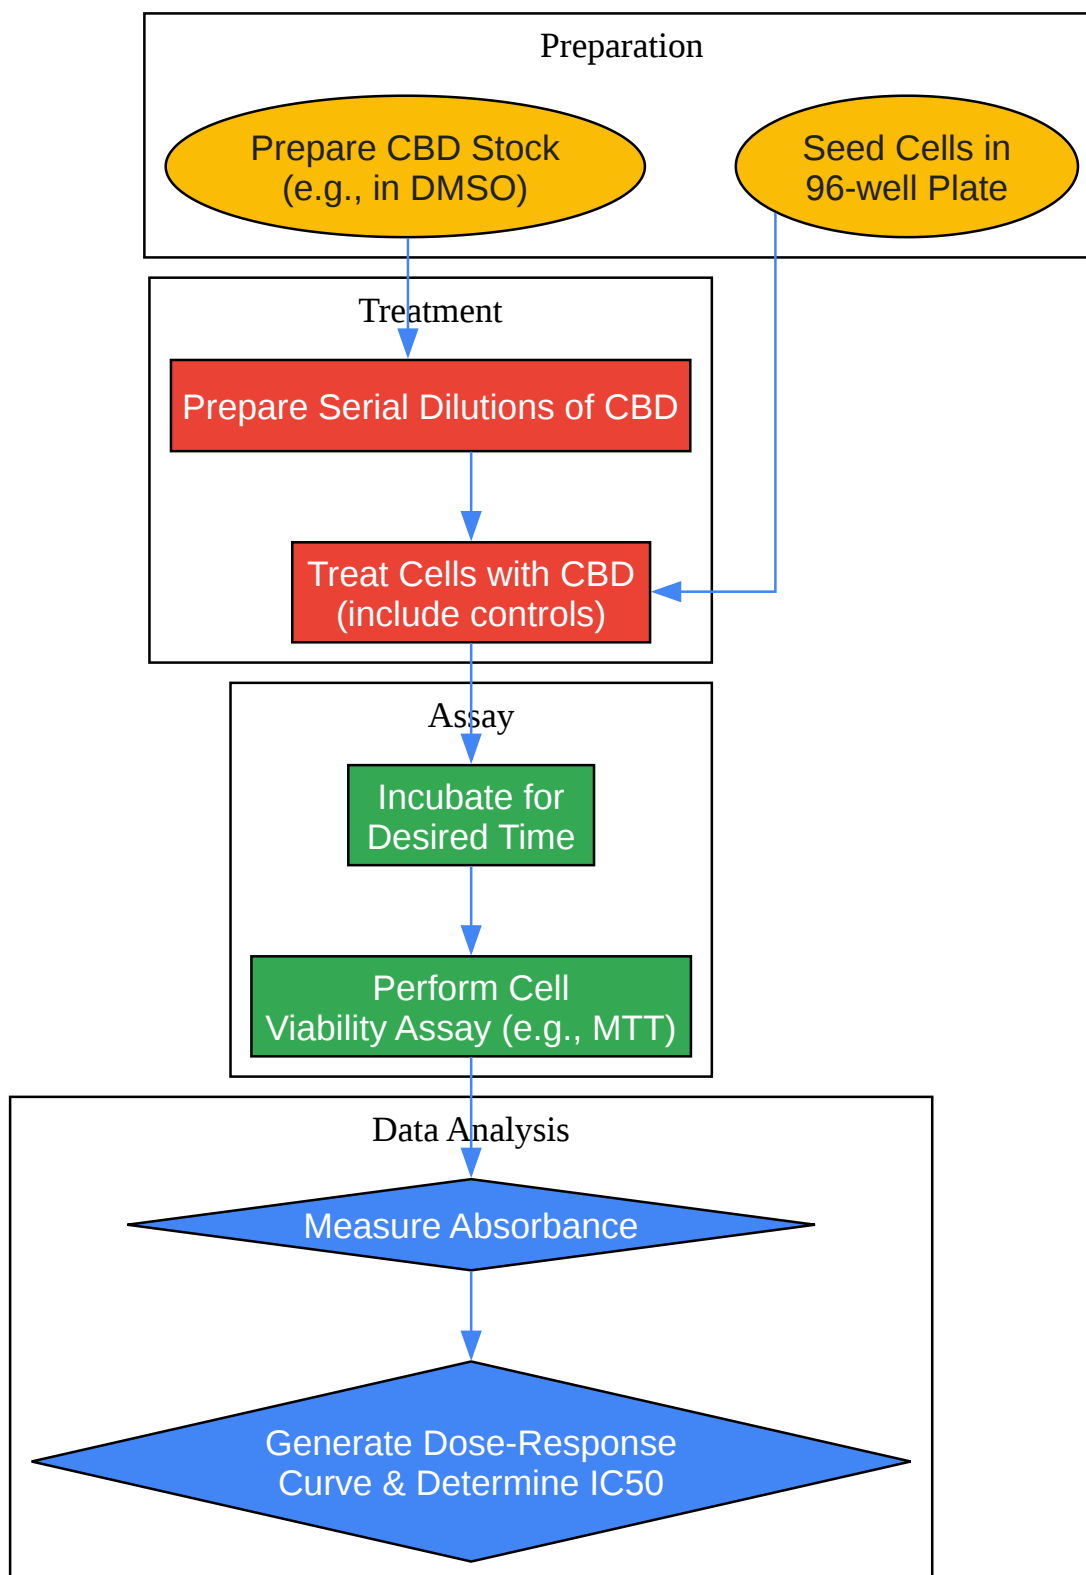 Preparation
Prepare CBD Stock
(e.g., in DMSO)
Seed Cells in
96-well Plate
Treatment
Prepare Serial Dilutions of CBD
Treat Cells with CBD
(include controls)
Assay
Incubate for
Desired Time
Perform Cell
Viability Assay (e.g., MTT)
Data Analysis
Measure Absorbance
Generate Dose-Response
Curve & Determine IC50